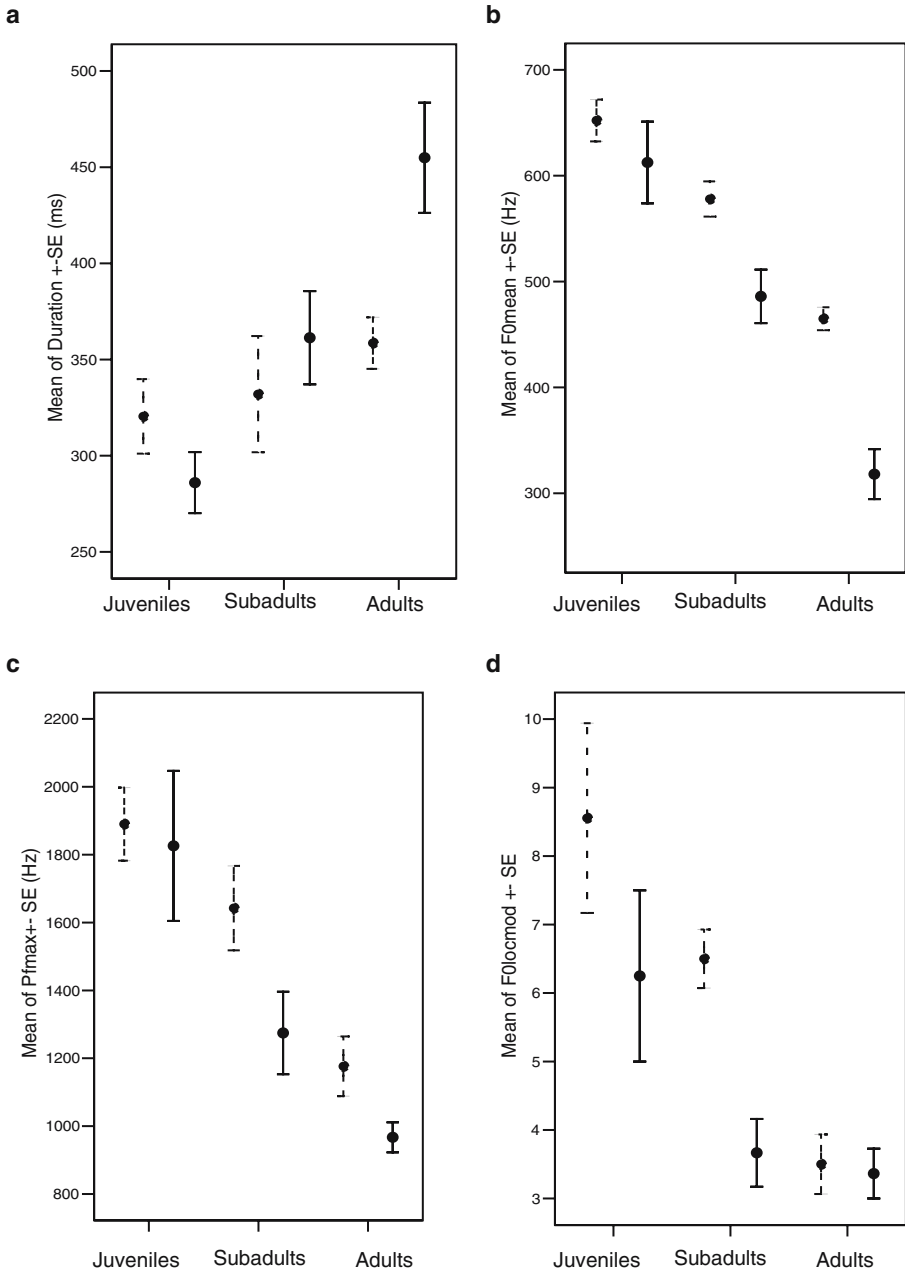 a
Mean of Duration +-SE (ms)
500
450
400
350
300
250
Juveniles Subadults Adults
b
Mean of F0mean +-SE (Hz)
700
600
500
400
300
Juveniles Subadults Adults
c
Mean of Pfmax+- SE (Hz)
2200
2000
1800
1600
1400
1200
1000
800
Juveniles Subadults Adults
d
Mean of F0locmod +- SE
10
9
8
7
6
5
4
3
Juveniles Subadults Adults